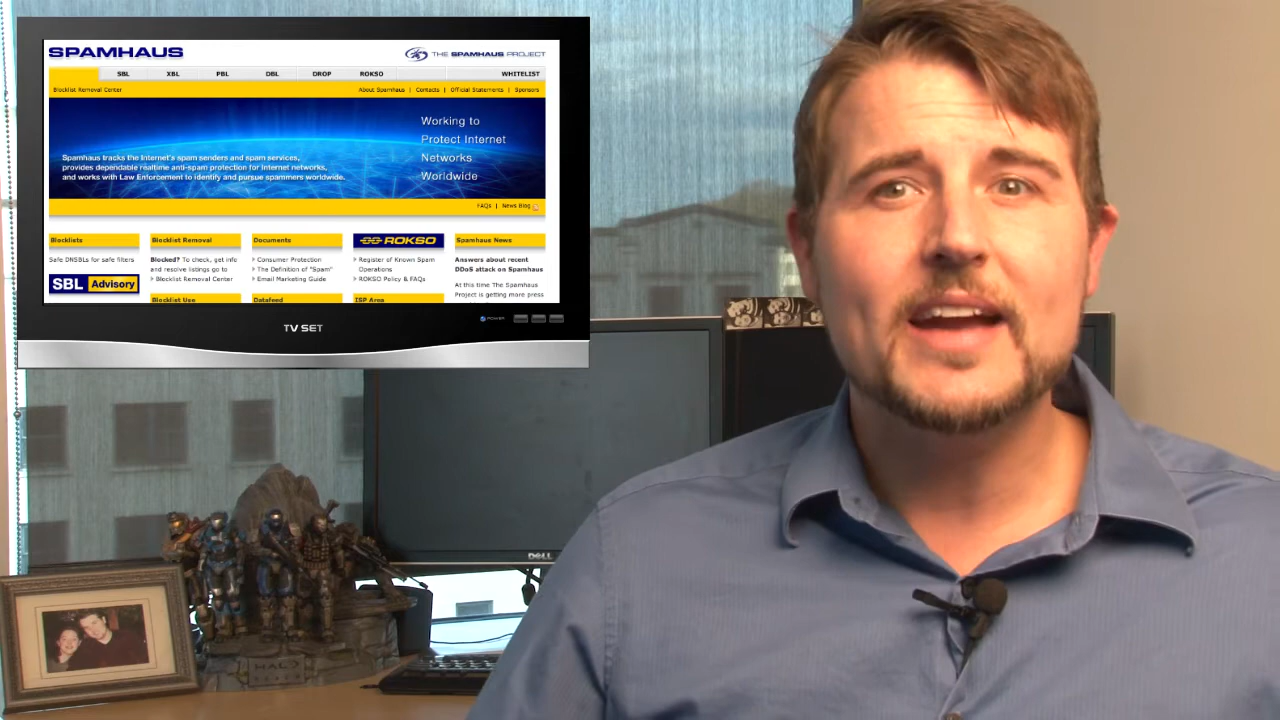 SPAMHAUS
THE SPAMHAUS PROJECT
SBL XBL PBL DBL DROP ROKSO WHITELIST
Blocklist Removal Center About Spamhaus | Contacts | Official Statements | Sponsors
Working to
Protect Internet
Networks
Worldwide
Spamhaus tracks the Internet's spam senders and spam services,
provides dependable realtime anti-spam protection for Internet networks,
and works with Law Enforcement to identify and pursue spammers worldwide.
FAQs | News Blog
Blocklists
Safe DNSBLs for safe filters
SBL Advisory
Blocklist Removal
Blocked? To check, get info
and resolve listings go to
Blocklist Removal Center
Blocklist Use
Documents
Consumer Protection
The Definition of "Spam"
Email Marketing Guide
Datafeed
ROKSO
Register of Known Spam
Operations
ROKSO Policy & FAQs
ISP Area
Spamhaus News
Answers about recent
DDoS attack on Spamhaus
At this time The Spamhaus
Project is getting more press
TV SET
POWER
DELL
HALO